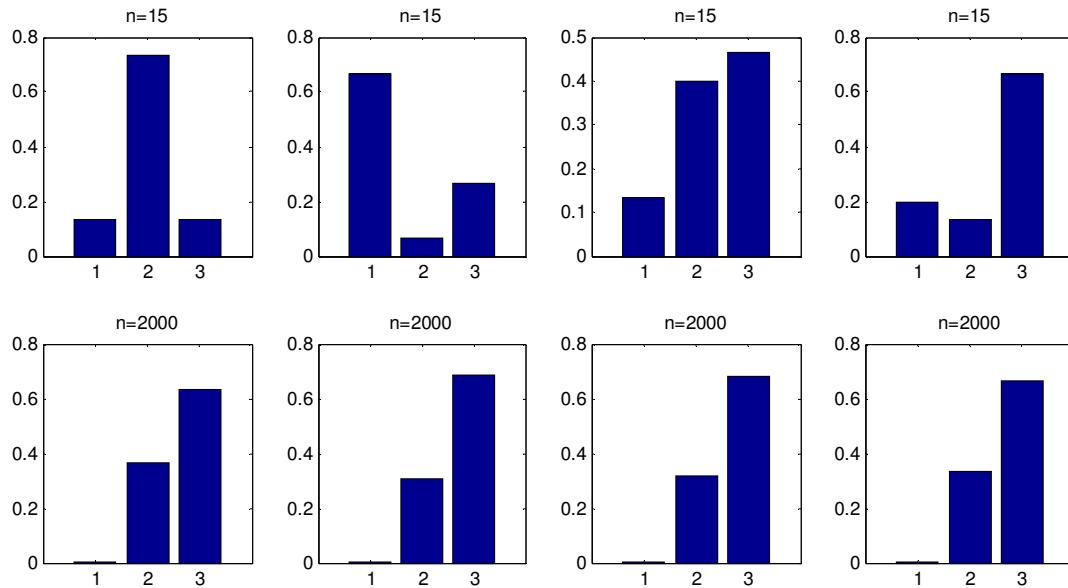 n=15 n=15 n=15 n=15
0.8 0.8 0.5 0.8
0.4
0.6 0.6 0.6
0.3
0.4 0.4 0.4
0.2
0.2 0.2 0.2
0.1
0 0 0 0
1 2 3 1 2 3 1 2 3 1 2 3
n=2000 n=2000 n=2000 n=2000
0.8 0.8 0.8 0.8
0.6 0.6 0.6 0.6
0.4 0.4 0.4 0.4
0.2 0.2 0.2 0.2
0 0 0 0
1 2 3 1 2 3 1 2 3 1 2 3